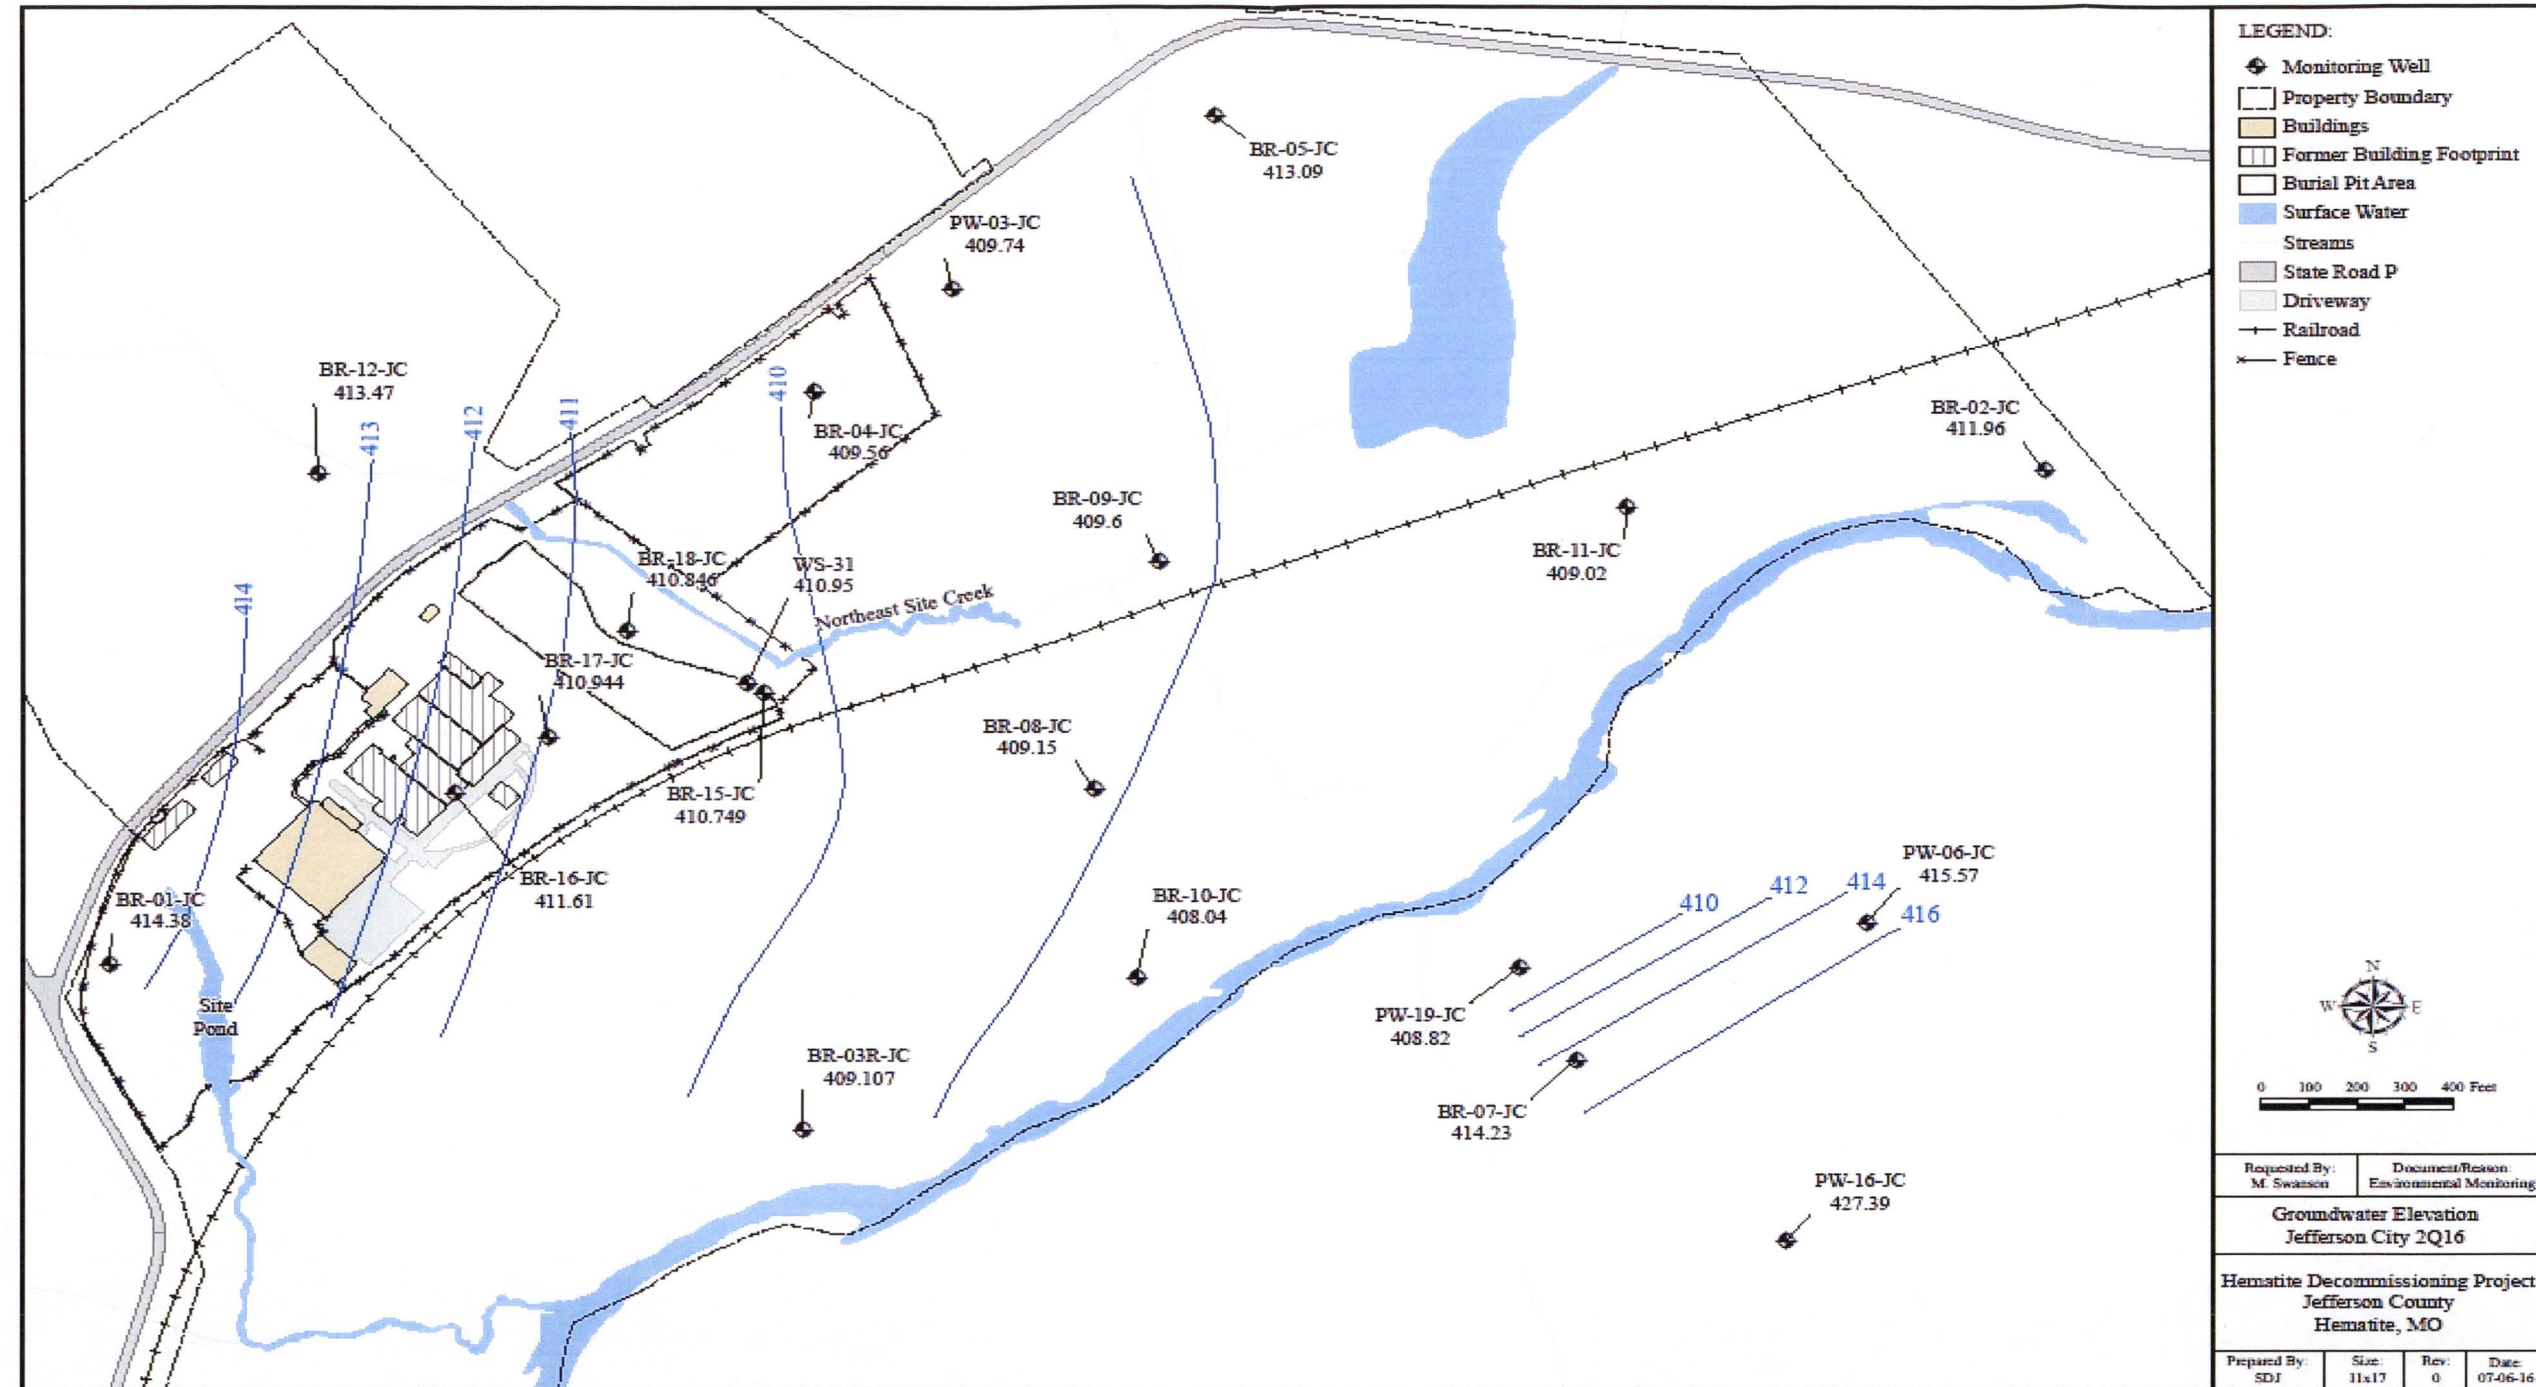 BR-05-JC
413.09
PW-03-JC
409.74
BR-12-JC
413.47
413
412
411
410
BR-04-JC
409.56
BR-02-JC
411.96
BR-09-JC
409.6
BR-11-JC
409.02
BR-18-JC
410.846
WS-31
410.95
Northeast Site Creek
414
BR-17-JC
410.944
BR-08-JC
409.15
BR-15-JC
410.749
BR-16-JC
411.61
BR-01-JC
414.38
Site
Pond
BR-10-JC
408.04
PW-06-JC
415.57
410
412
414
416
PW-19-JC
408.82
BR-03R-JC
409.107
BR-07-JC
414.23
PW-16-JC
427.39
LEGEND:
Monitoring Well
Property Boundary
Buildings
Former Building Footprint
Burial Pit Area
Surface Water
Streams
State Road P
Driveway
Railroad
Fence
N
W E
S
0 100 200 300 400 Feet
Requested By:
M. Swanson
Document/Reason:
Environmental Monitoring
Groundwater Elevation
Jefferson City 2Q16
Hematite Decommissioning Project
Jefferson County
Hematite, MO
Prepared By:
SDJ
Size:
11x17
Rev:
0
Date:
07-06-16